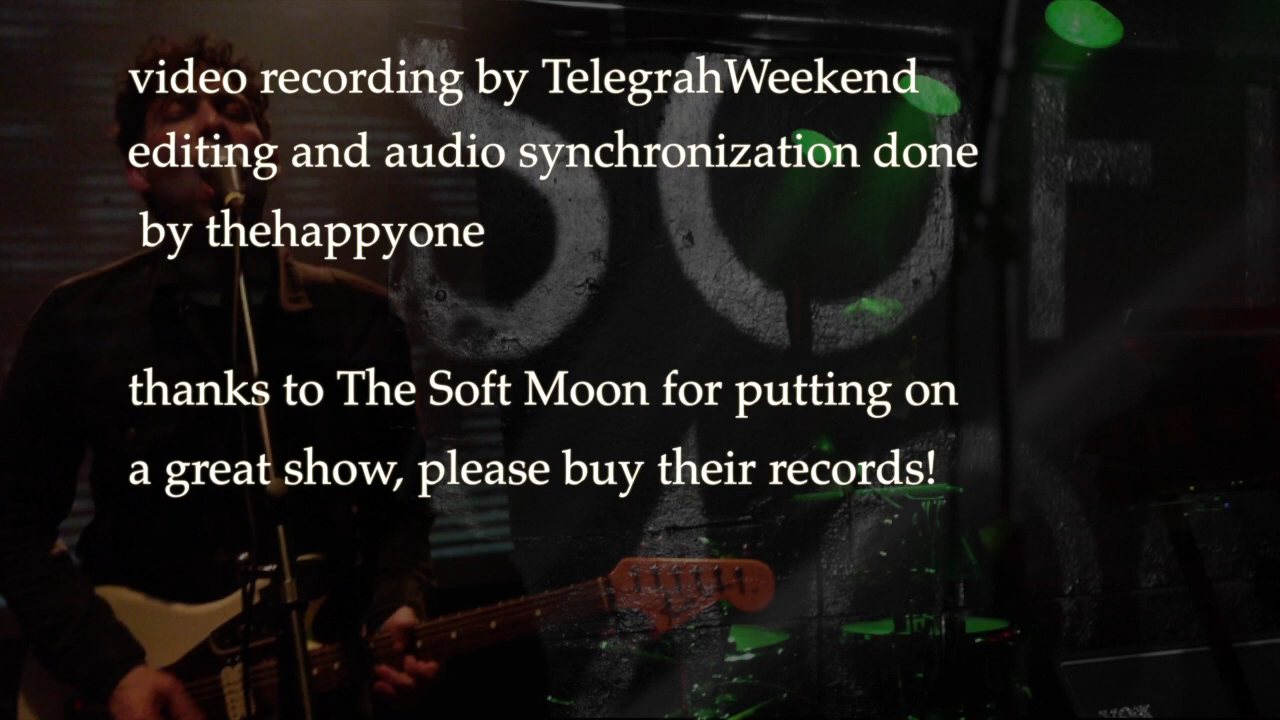 video recording by TelegrahWeekend
editing and audio synchronization done
by thehappyone
thanks to The Soft Moon for putting on
a great show, please buy their records!
SOF